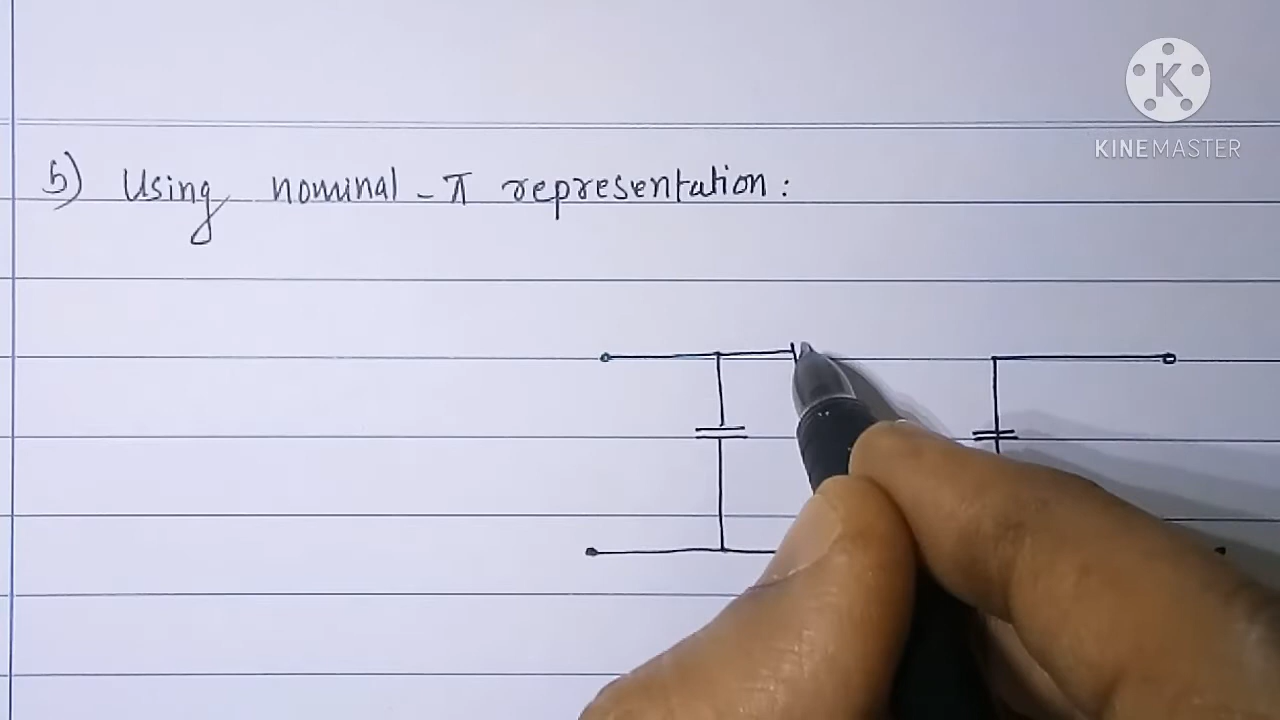 5) Using nominal - π representation :
K
KINEMASTER